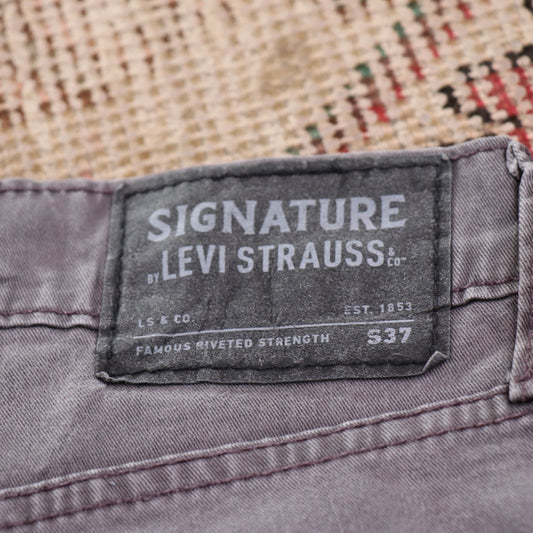 SIGNATURE
BY LEVI STRAUSS & CO™
LS & CO. EST. 1853
FAMOUS RIVETED STRENGTH S37